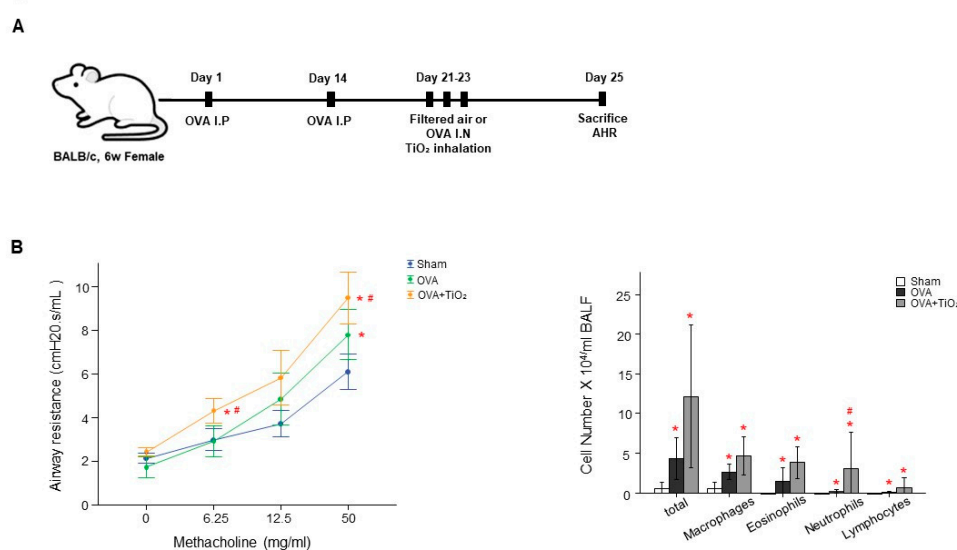 A
Day 1
Day 14
Day 21-23
Day 25
OVA I.P
OVA I.P
Filtered air or
OVA I.N
TiO₂ inhalation
Sacrifice
AHR
BALB/c, 6w Female
B
Airway resistance (cmH20.s/mL)
10
8
6
4
2
0
0
6.25
12.5
50
Methacholine (mg/ml)
Sham
OVA
OVA+TiO₂
* #
* #
*
Cell Number X 10⁴/ml BALF
25
20
15
10
5
0
Sham
OVA
OVA+TiO₂
*
*
*
*
*
*
#
*
*
*
*
total
Macrophages
Eosinophils
Neutrophils
Lymphocytes